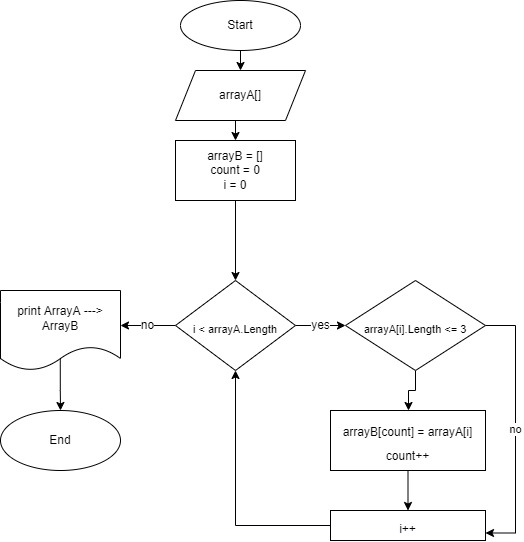 Start
arrayA[]
arrayB = []
count = 0
i = 0
i < arrayA.Length
yes
arrayA[i].Length <= 3
no
print ArrayA --->
ArrayB
End
arrayB[count] = arrayA[i]
count++
no
i++